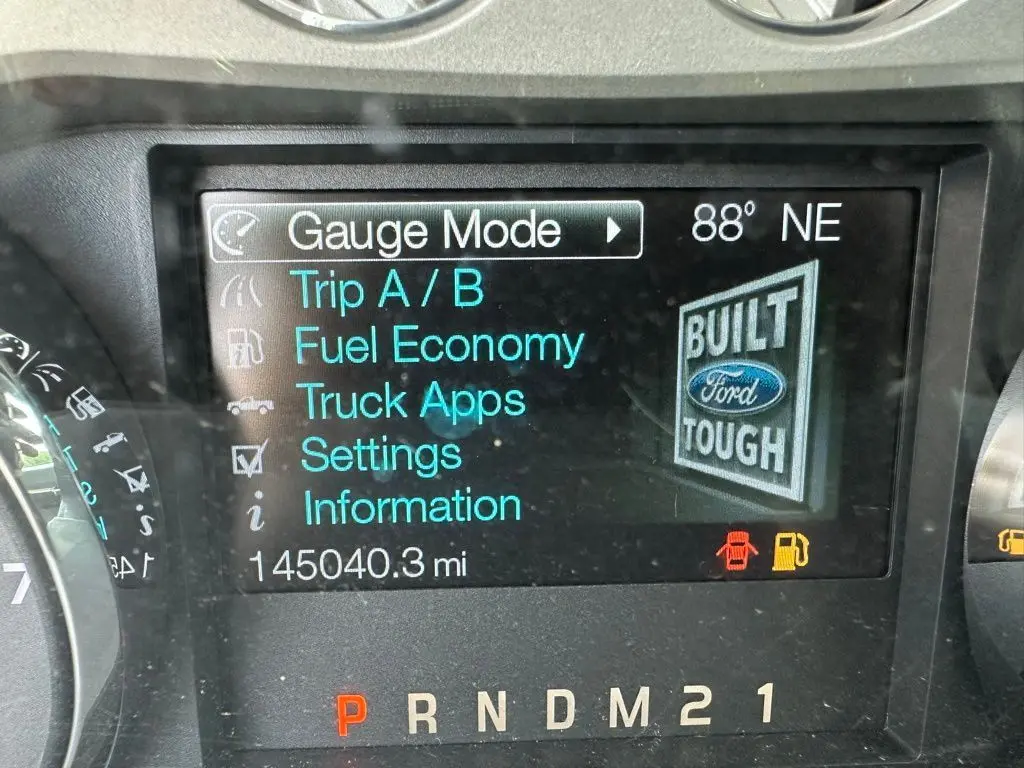 Gauge Mode
88° NE
Trip A / B
Fuel Economy
Truck Apps
Settings
Information
BUILT
Ford
TOUGH
145040.3 mi
P R N D M 2 1
7